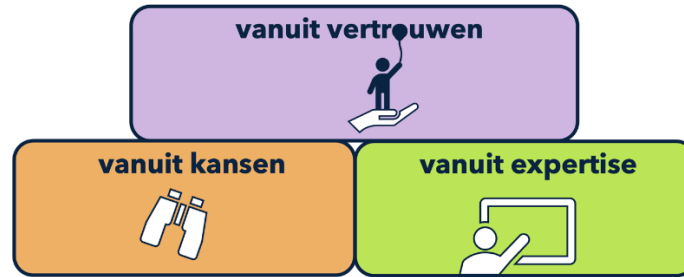 vanuit vertrouwen
vanuit kansen
vanuit expertise